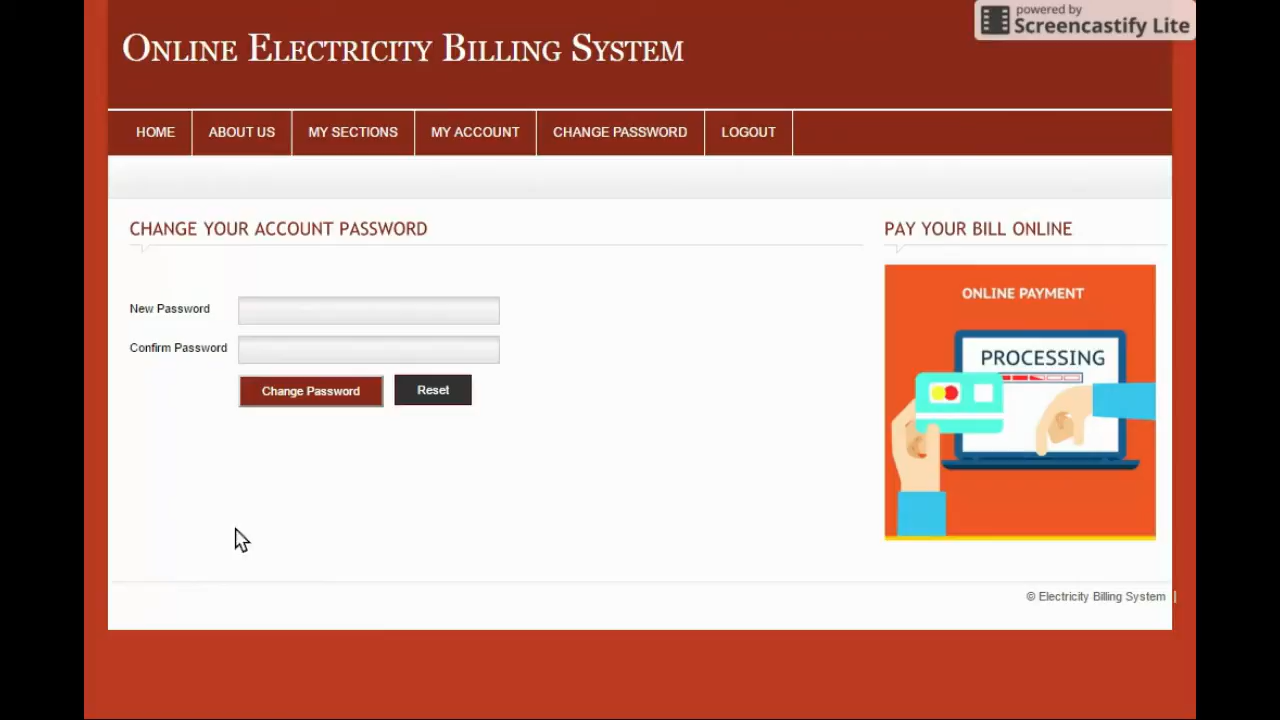 powered by
Screencastify Lite
ONLINE ELECTRICITY BILLING SYSTEM
HOME ABOUT US MY SECTIONS MY ACCOUNT CHANGE PASSWORD LOGOUT
CHANGE YOUR ACCOUNT PASSWORD
New Password
Confirm Password
Change Password Reset
PAY YOUR BILL ONLINE
ONLINE PAYMENT
PROCESSING
© Electricity Billing System |